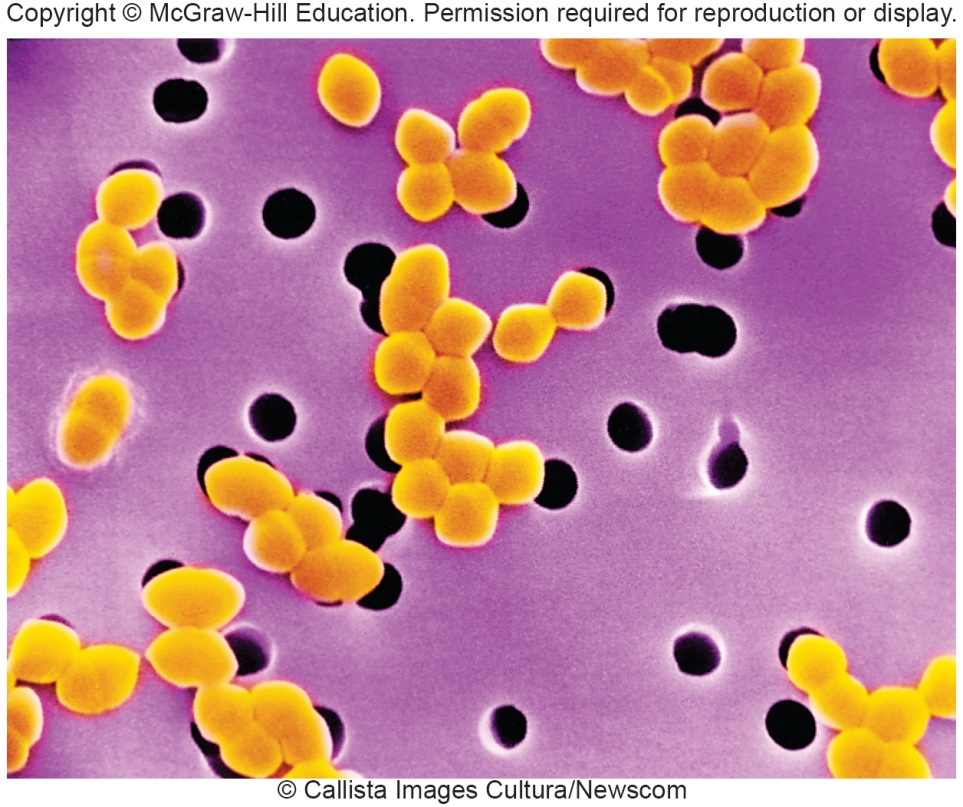 Copyright © McGraw-Hill Education. Permission required for reproduction or display.
© Callista Images Cultura/Newscom